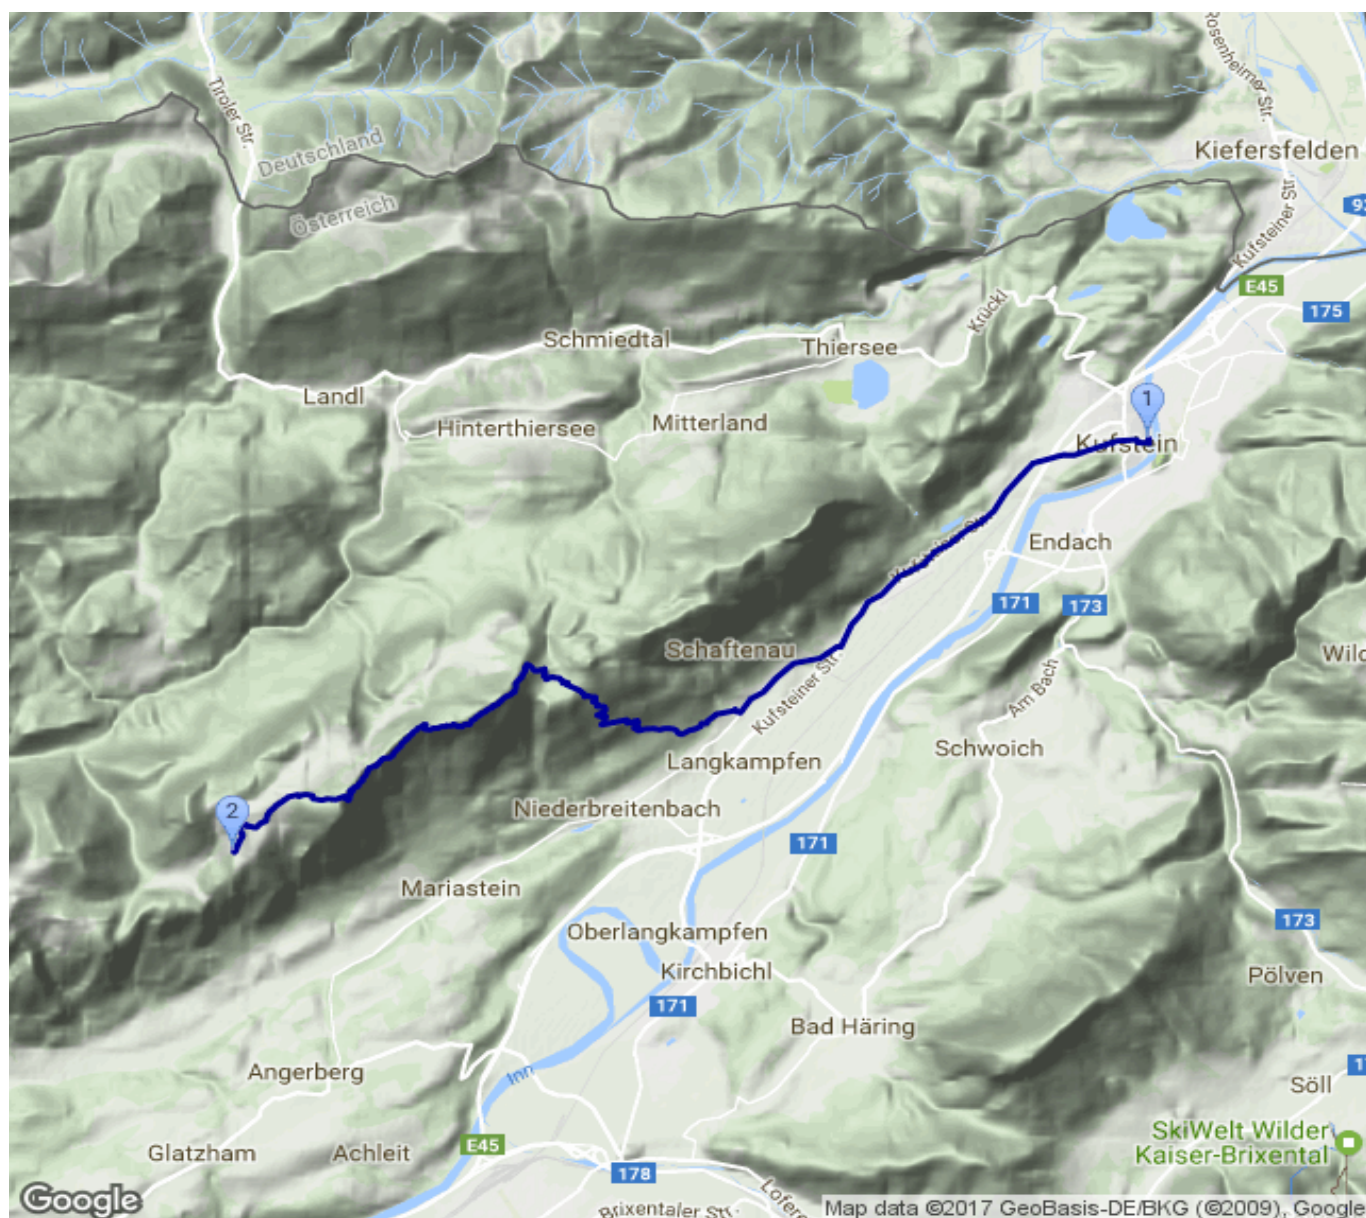 Rosenheimer Str.
Tiroler Str.
Deutschland
Kiefersfelden
Österreich
93
Kufsteiner Str.
E45
175
Krückl
Schmiedtal
Thiersee
Landl
1
Mitterland
Hinterthiersee
Kufstein
Endach
171
173
Schaftenau
Wild
Kufsteiner Str.
Am Bach
Schwoich
Langkampfen
Niederbreitenbach
2
171
Mariastein
173
Oberlangkampfen
Kirchbichl
Pölven
171
Bad Häring
Inn
Angerberg
Söll
SkiWelt Wilder
Kaiser-Brixental
Glatzham
Achleit
E45
178
Google
Brixentaler Str.
Lofere
Map data ©2017 GeoBasis-DE/BKG (©2009), Google